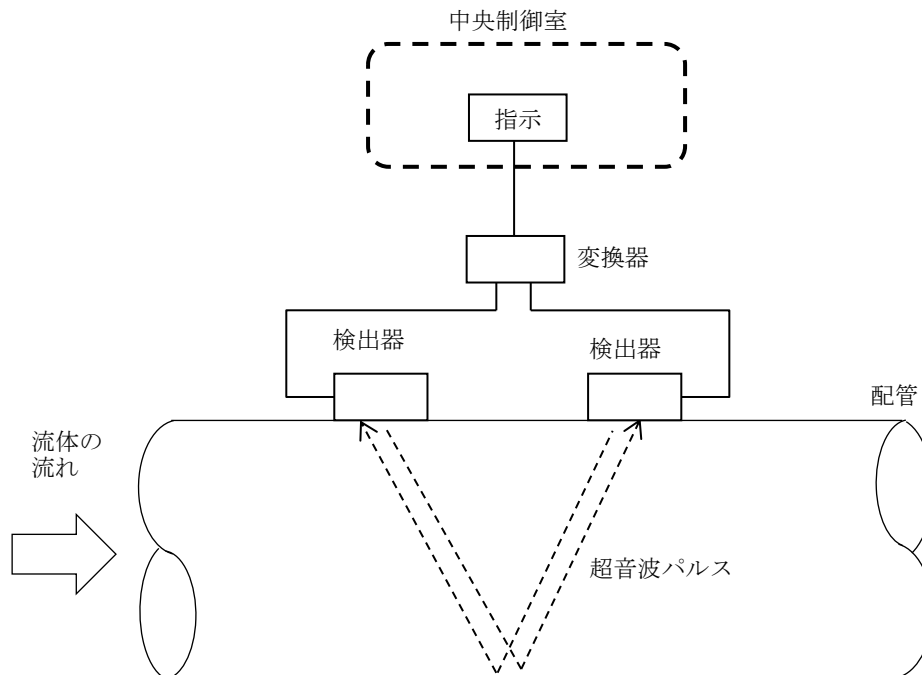 中央制御室
指示
変換器
検出器
検出器
配管
流体の
流れ
超音波パルス